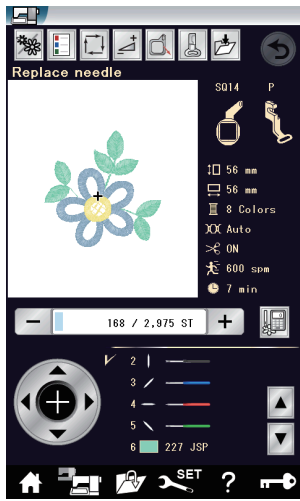 Replace needle
SQ14 P
56 mm
56 mm
8 Colors
Auto
ON
600 spm
7 min
− 168 / 2,975 ST +
2
3
4
5
6 227 JSP
SET
?